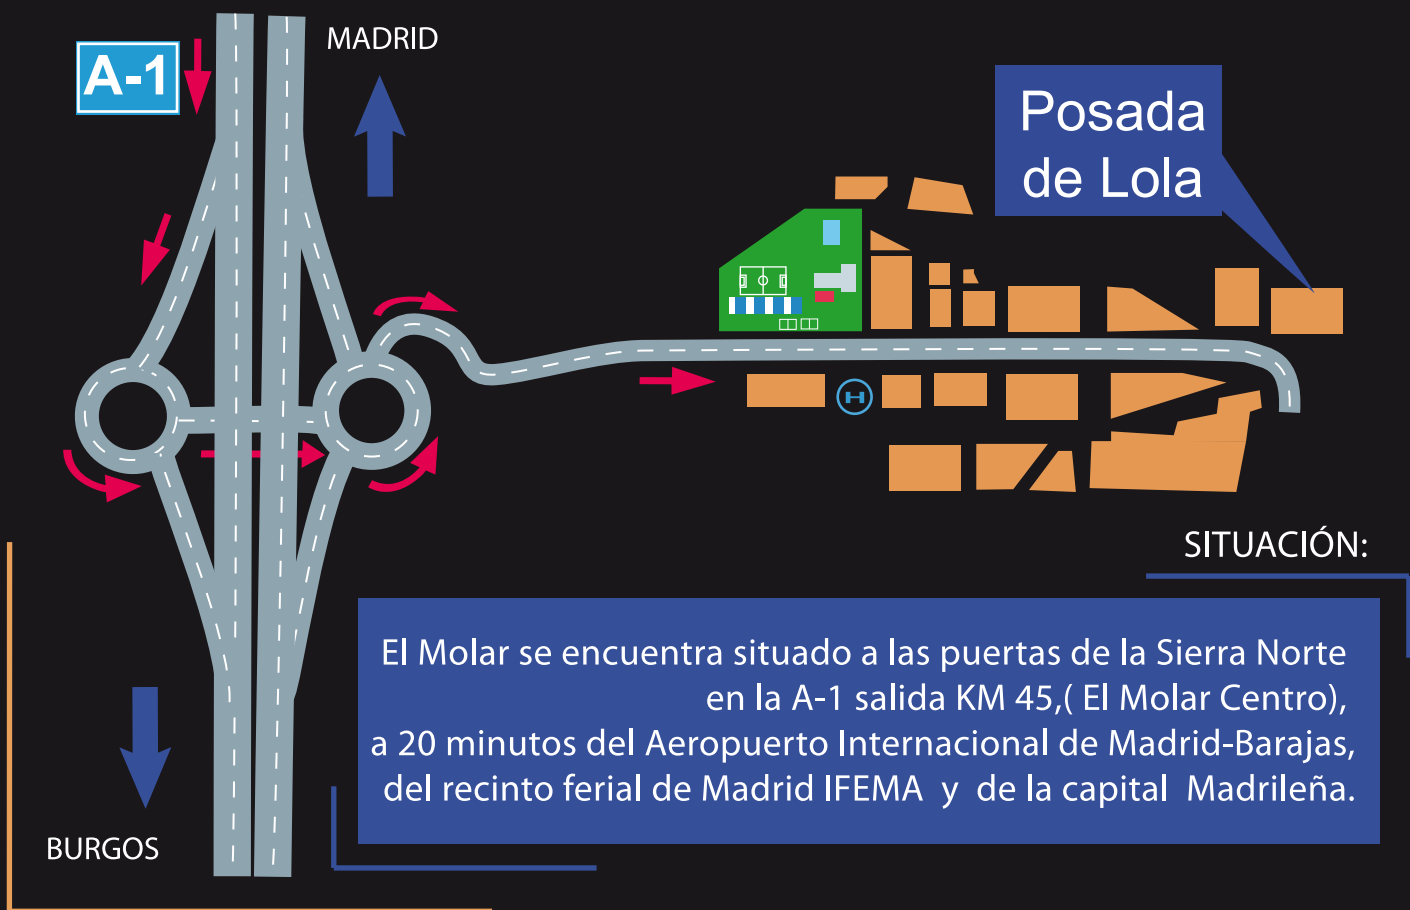 MADRID
A-1
Posada
de Lola
H
SITUACIÓN:
El Molar se encuentra situado a las puertas de la Sierra Norte
en la A-1 salida KM 45,( El Molar Centro),
a 20 minutos del Aeropuerto Internacional de Madrid-Barajas,
del recinto ferial de Madrid IFEMA y de la capital Madrileña.
BURGOS